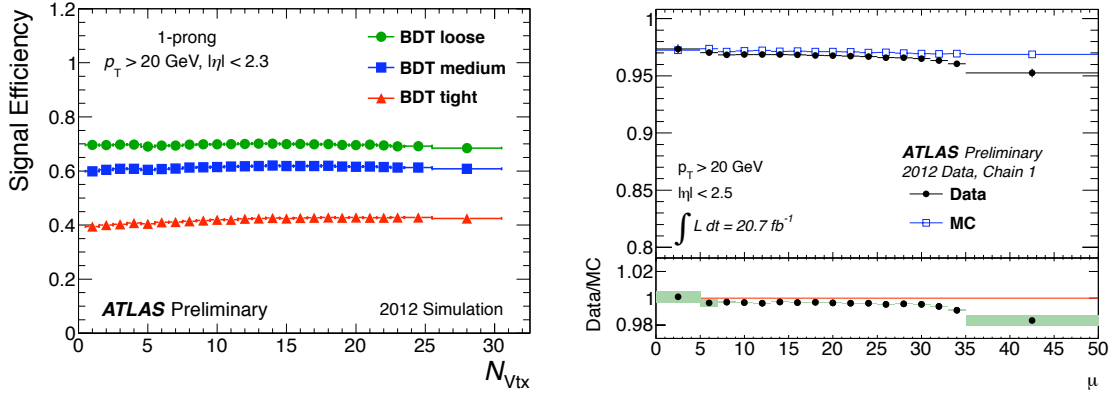 Signal Efficiency
1.2
1
0.8
0.6
0.4
0.2
0
1-prong
p_T > 20 GeV, |η| < 2.3
BDT loose
BDT medium
BDT tight
ATLAS Preliminary
2012 Simulation
0 5 10 15 20 25 30
N_Vtx
1
0.95
0.9
0.85
0.8
p_T > 20 GeV
|η| < 2.5
∫ L dt = 20.7 fb⁻¹
ATLAS Preliminary
2012 Data, Chain 1
Data
MC
Data/MC
1.02
1
0.98
0 5 10 15 20 25 30 35 40 45 50
μ